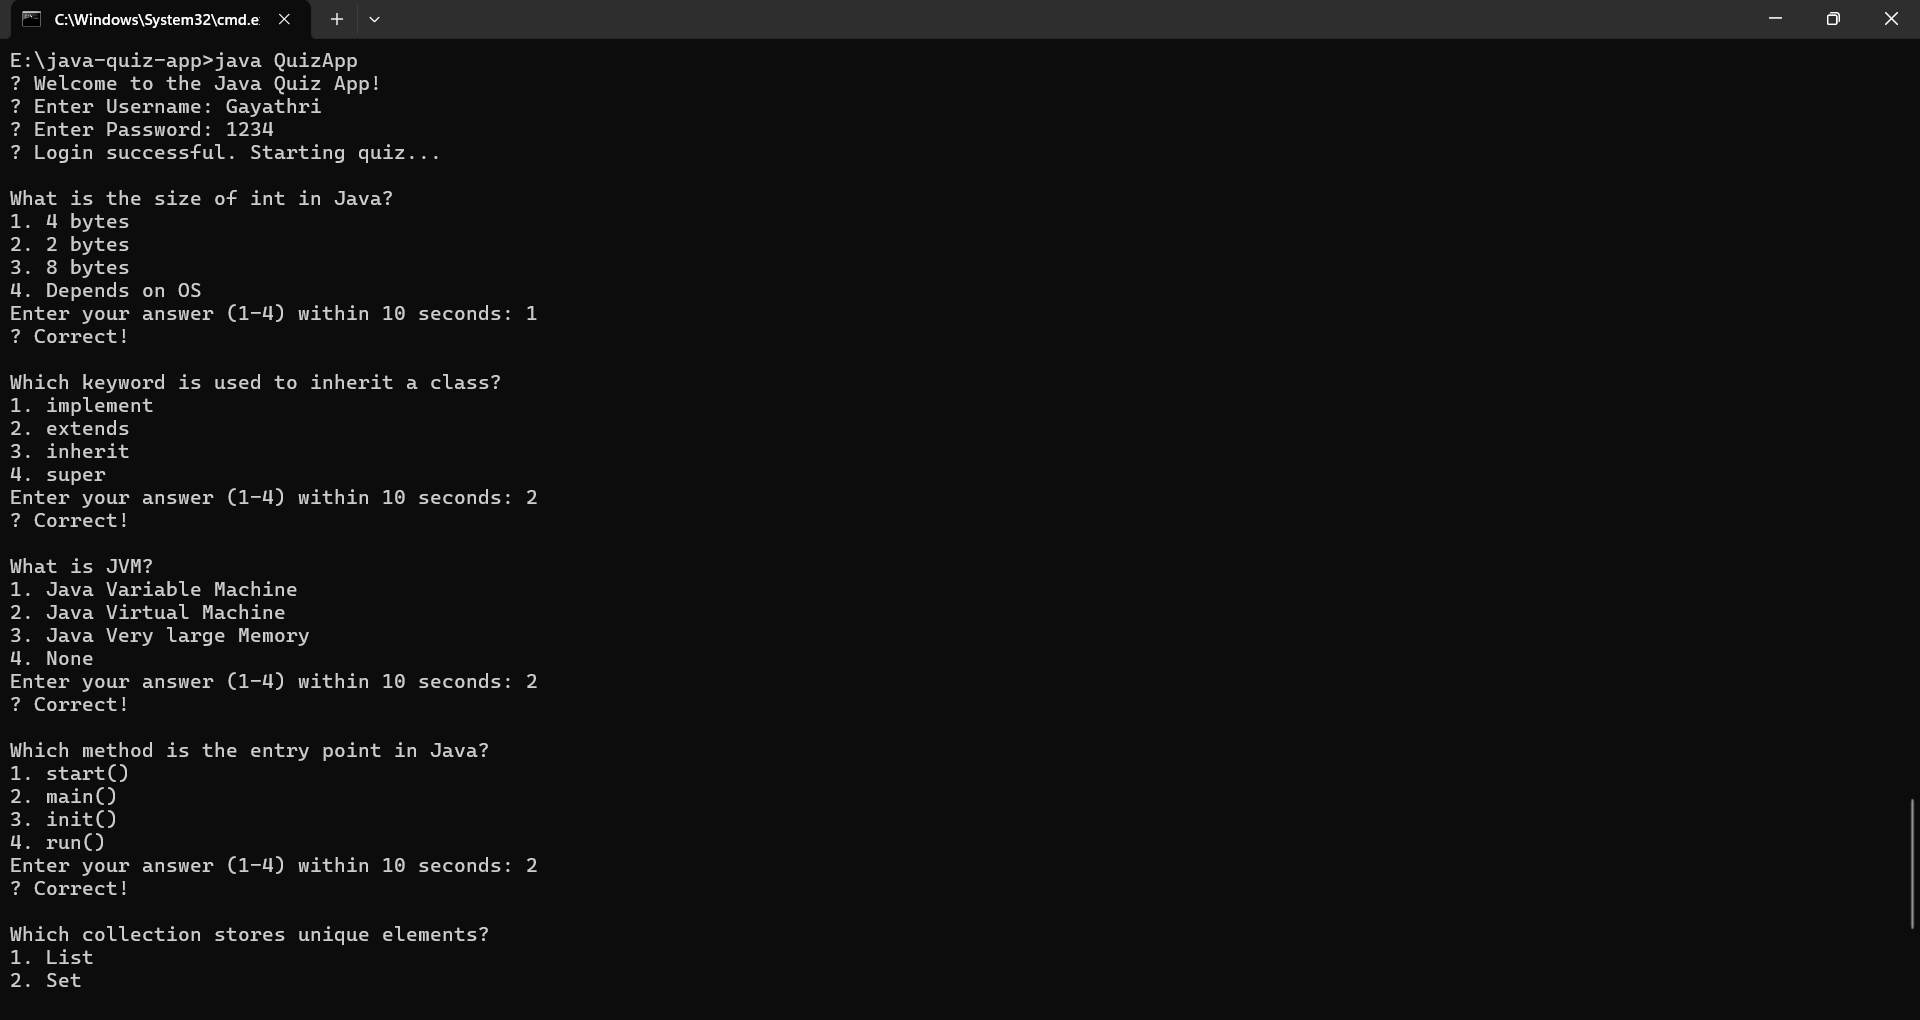 C:\Windows\System32\cmd.e
E:\java-quiz-app>java QuizApp
? Welcome to the Java Quiz App!
? Enter Username: Gayathri
? Enter Password: 1234
? Login successful. Starting quiz...
What is the size of int in Java?
1. 4 bytes
2. 2 bytes
3. 8 bytes
4. Depends on OS
Enter your answer (1-4) within 10 seconds: 1
? Correct!
Which keyword is used to inherit a class?
1. implement
2. extends
3. inherit
4. super
Enter your answer (1-4) within 10 seconds: 2
? Correct!
What is JVM?
1. Java Variable Machine
2. Java Virtual Machine
3. Java Very large Memory
4. None
Enter your answer (1-4) within 10 seconds: 2
? Correct!
Which method is the entry point in Java?
1. start()
2. main()
3. init()
4. run()
Enter your answer (1-4) within 10 seconds: 2
? Correct!
Which collection stores unique elements?
1. List
2. Set